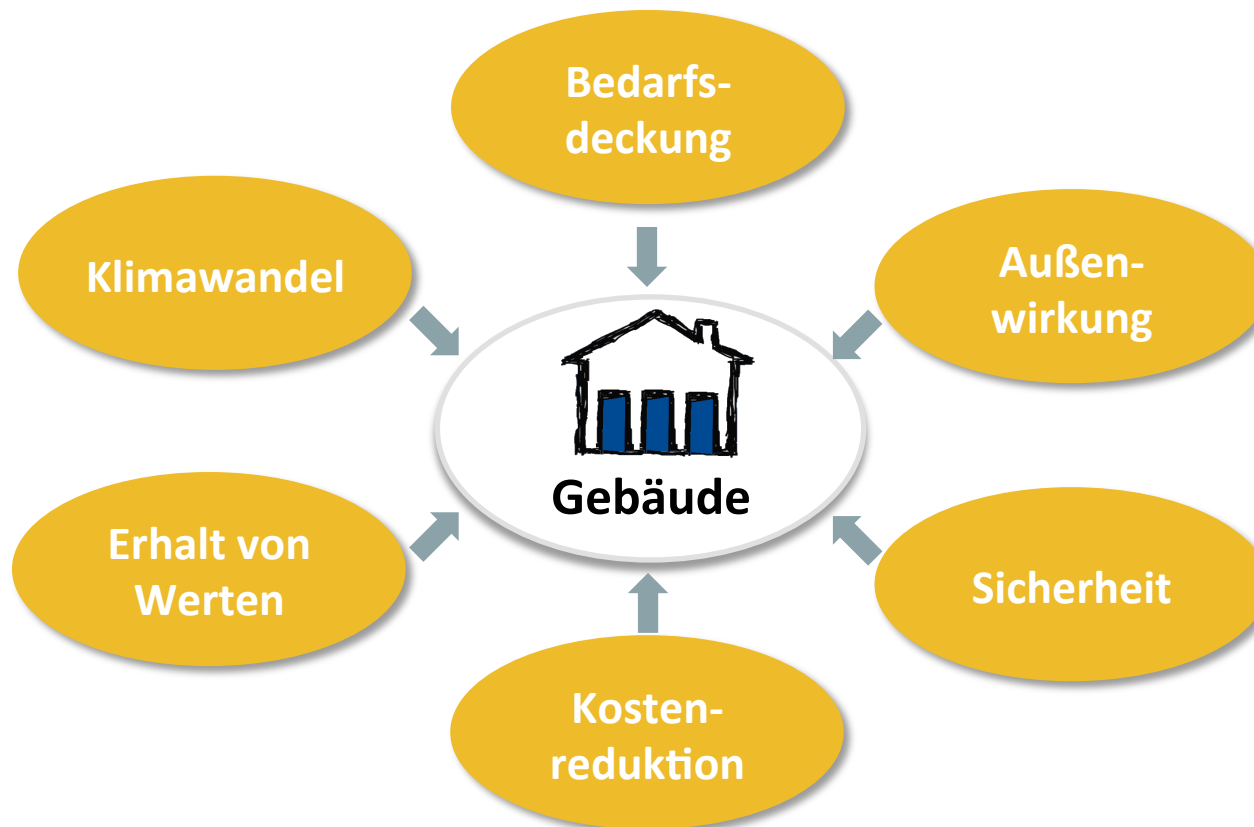 Bedarfs-
deckung
Klimawandel
Außen-
wirkung
Gebäude
Erhalt von
Werten
Sicherheit
Kosten-
reduktion